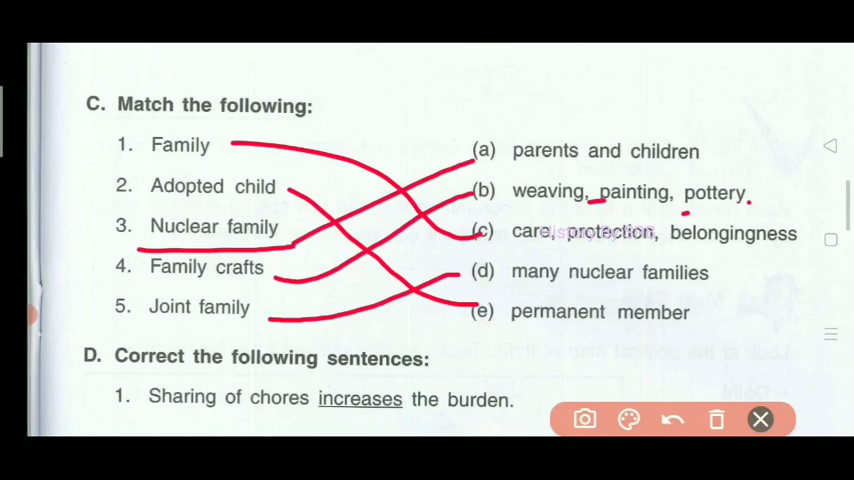 C. Match the following:
1. Family (a) parents and children
2. Adopted child (b) weaving, painting, pottery
3. Nuclear family (c) care, protection, belongingness
4. Family crafts (d) many nuclear families
5. Joint family (e) permanent member
D. Correct the following sentences:
1. Sharing of chores increases the burden.